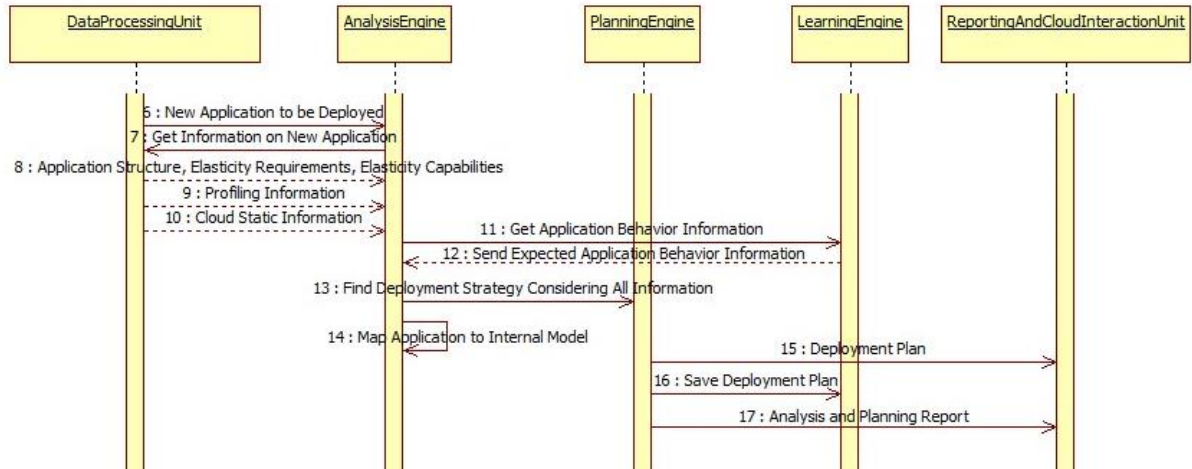 DataProcessingUnit
AnalysisEngine
PlanningEngine
LearningEngine
ReportingAndCloudInteractionUnit
6 : New Application to be Deployed
7 : Get Information on New Application
8 : Application Structure, Elasticity Requirements, Elasticity Capabilities
9 : Profiling Information
10 : Cloud Static Information
11 : Get Application Behavior Information
12 : Send Expected Application Behavior Information
13 : Find Deployment Strategy Considering All Information
14 : Map Application to Internal Model
15 : Deployment Plan
16 : Save Deployment Plan
17 : Analysis and Planning Report